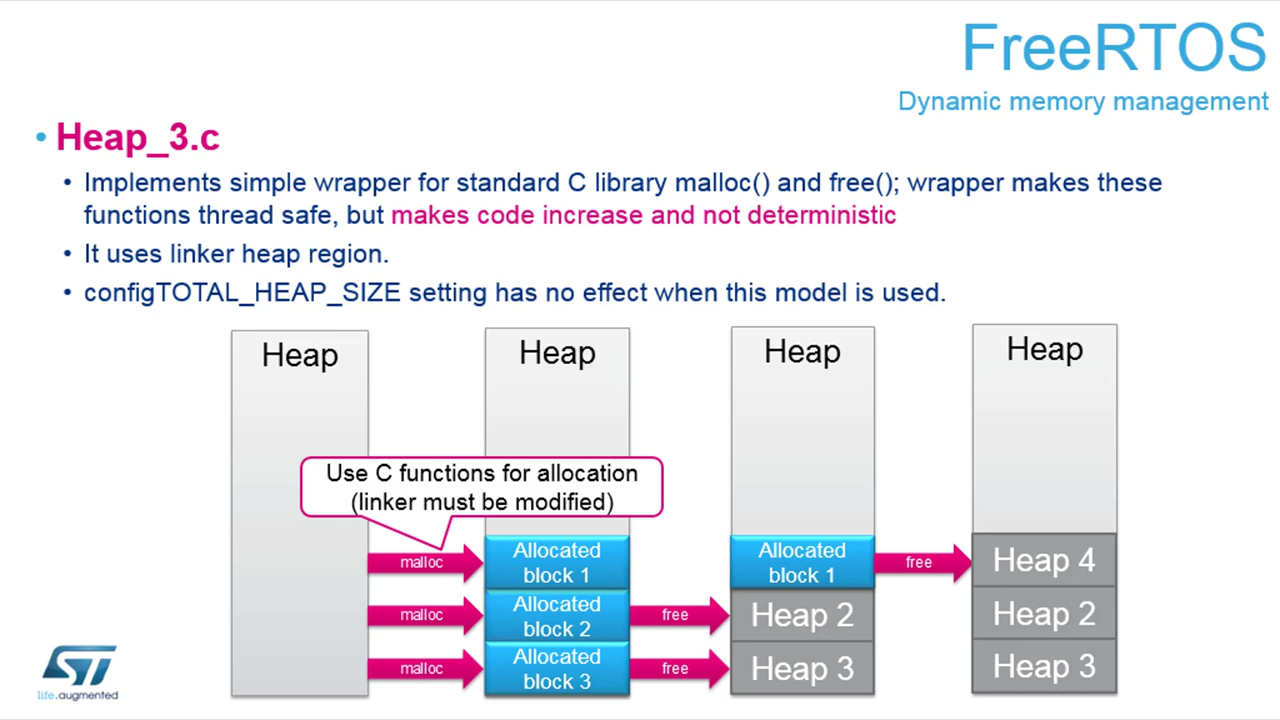 FreeRTOS
Dynamic memory management
• Heap_3.c
• Implements simple wrapper for standard C library malloc() and free(); wrapper makes these
functions thread safe, but makes code increase and not deterministic
• It uses linker heap region.
• configTOTAL_HEAP_SIZE setting has no effect when this model is used.
Heap
Heap
Heap
Heap
Use C functions for allocation
(linker must be modified)
malloc
Allocated
block 1
Allocated
block 1
free
Heap 4
malloc
Allocated
block 2
free
Heap 2
Heap 2
malloc
Allocated
block 3
free
Heap 3
Heap 3
ST
life.augmented